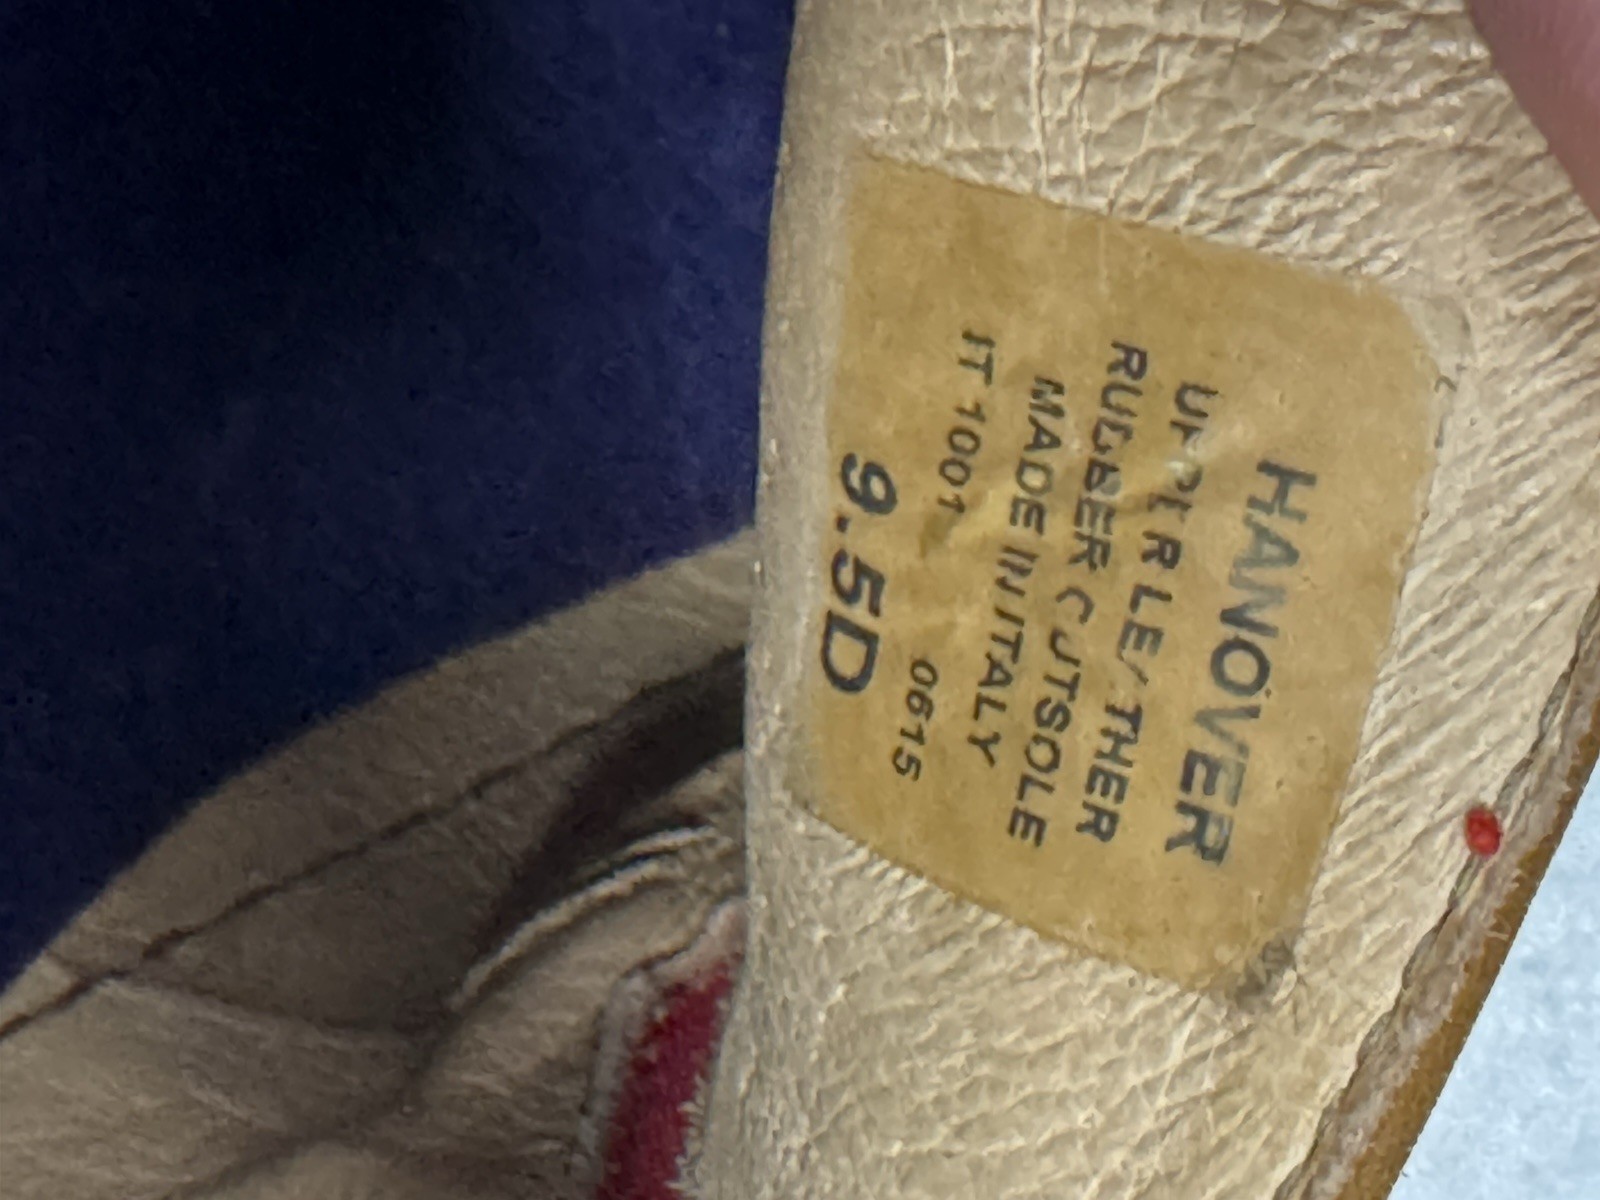 HANOVER
UPPER LEATHER
RUBBER OUTSOLE
MADE IN ITALY
IT 1001 0615
9.5D